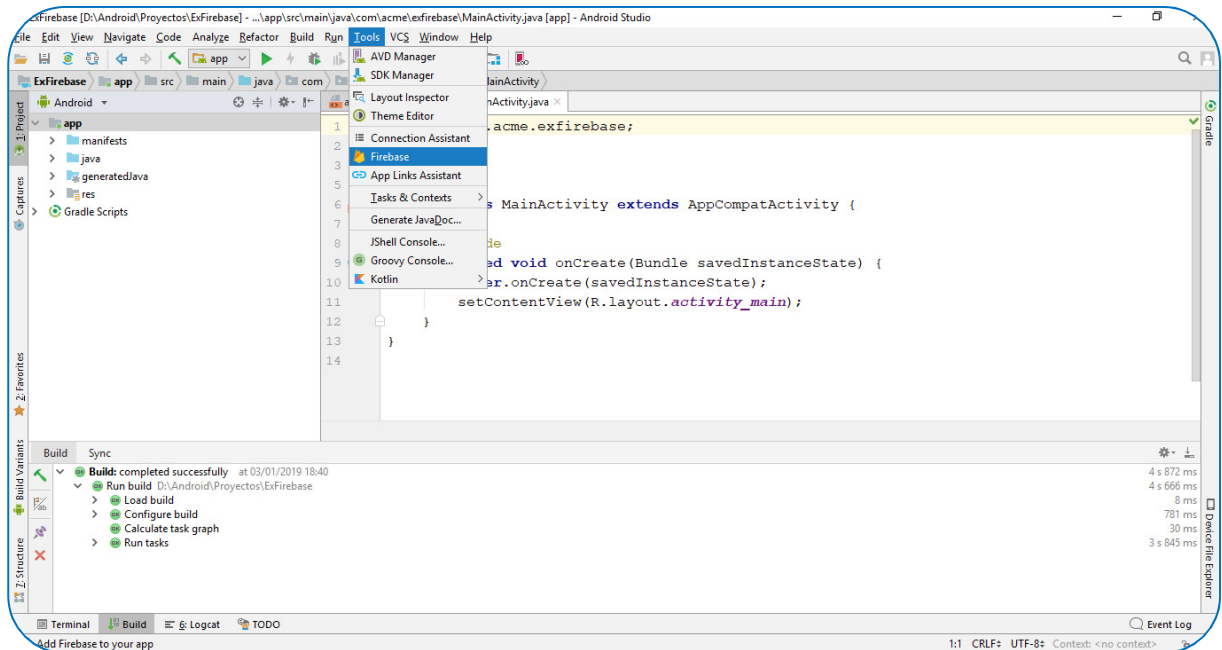 ExFirebase [D:\Android\Proyectos\ExFirebase] - ...\app\src\main\java\com\acme\exfirebase\MainActivity.java [app] - Android Studio
File Edit View Navigate Code Analyze Refactor Build Run Tools VCS Window Help
app
ExFirebase app src main java com MainActivity
Android
nActivity.java
AVD Manager
SDK Manager
Layout Inspector
Theme Editor
Connection Assistant
Firebase
App Links Assistant
Tasks & Contexts
Generate JavaDoc...
JShell Console...
Groovy Console...
Kotlin
1: Project
Captures
2: Favorites
Build Variants
Z: Structure
app
manifests
java
generatedJava
res
Gradle Scripts
1 .acme.exfirebase;
2
3
5
6 s MainActivity extends AppCompatActivity {
7
8 de
9 ed void onCreate(Bundle savedInstanceState) {
10 er.onCreate(savedInstanceState);
11 setContentView(R.layout.activity_main);
12 }
13 }
14
Gradle
Device File Explorer
Build Sync
Build: completed successfully at 03/01/2019 18:40 4 s 872 ms
Run build D:\Android\Proyectos\ExFirebase 4 s 666 ms
Load build 8 ms
Configure build 781 ms
Calculate task graph 30 ms
Run tasks 3 s 845 ms
Terminal Build 6: Logcat TODO Event Log
Add Firebase to your app 1:1 CRLF UTF-8 Context: <no context>